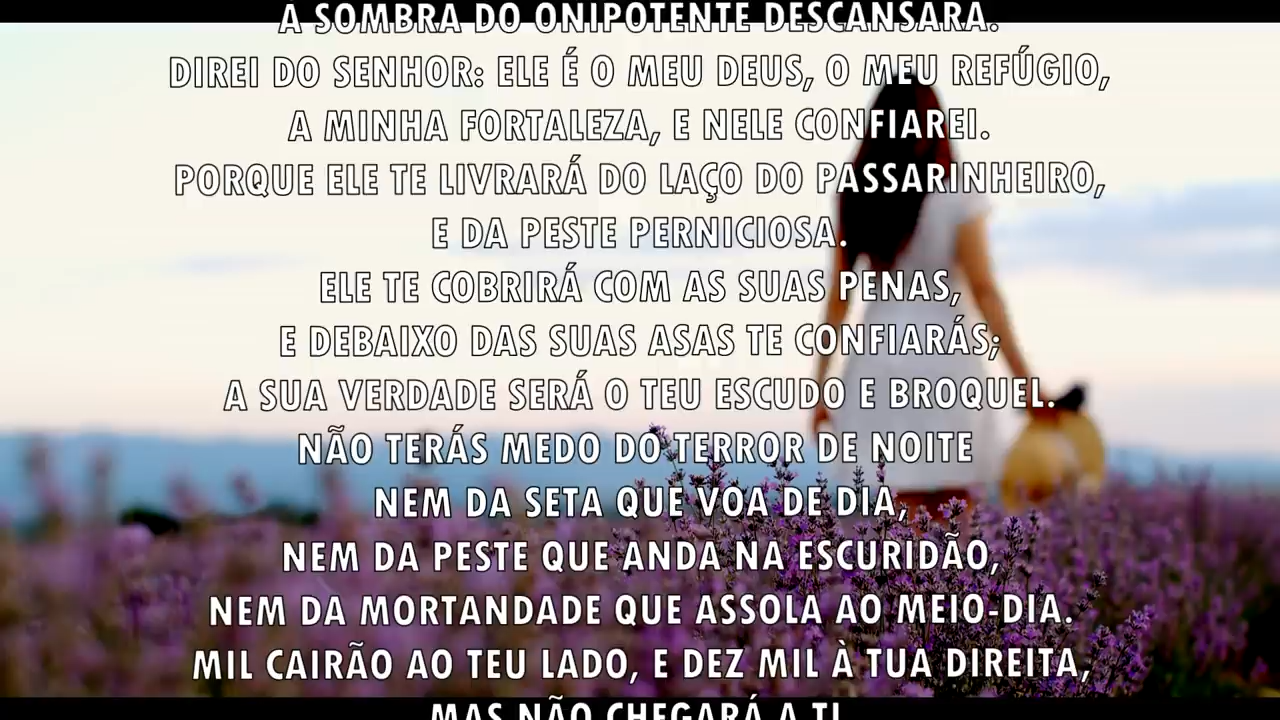 À SOMBRA DO ONIPOTENTE DESCANSARÁ.
DIREI DO SENHOR: ELE É O MEU DEUS, O MEU REFÚGIO,
A MINHA FORTALEZA, E NELE CONFIAREI.
PORQUE ELE TE LIVRARÁ DO LAÇO DO PASSARINHEIRO,
E DA PESTE PERNICIOSA.
ELE TE COBRIRÁ COM AS SUAS PENAS,
E DEBAIXO DAS SUAS ASAS TE CONFIARÁS;
A SUA VERDADE SERÁ O TEU ESCUDO E BROQUEL.
NÃO TERÁS MEDO DO TERROR DE NOITE
NEM DA SETA QUE VOA DE DIA,
NEM DA PESTE QUE ANDA NA ESCURIDÃO,
NEM DA MORTANDADE QUE ASSOLA AO MEIO-DIA.
MIL CAIRÃO AO TEU LADO, E DEZ MIL À TUA DIREITA,
MAS NÃO CHEGARÁ A TI